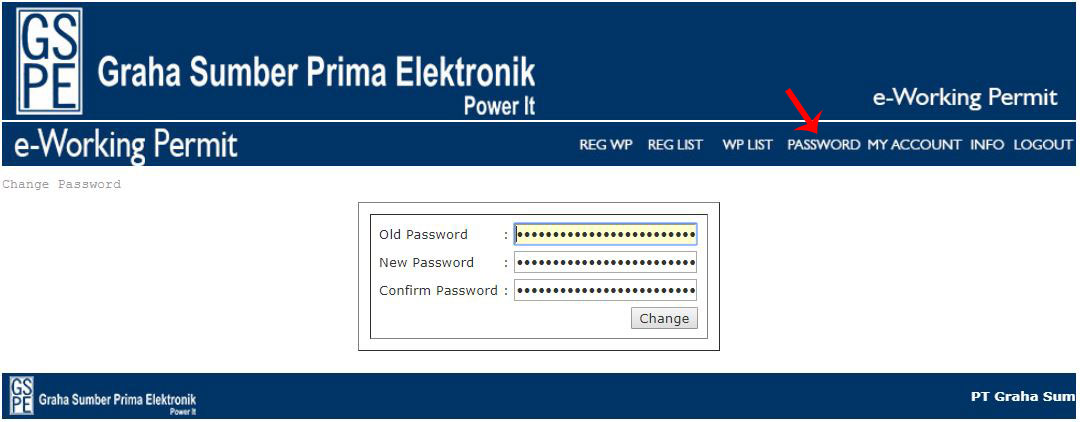 GS
PE
Graha Sumber Prima Elektronik
Power It
e-Working Permit
e-Working Permit
REG WP REG LIST WP LIST PASSWORD MY ACCOUNT INFO LOGOUT
Change Password
Old Password :
New Password :
Confirm Password :
Change
GS
PE
Graha Sumber Prima Elektronik
Power It
PT Graha Sum